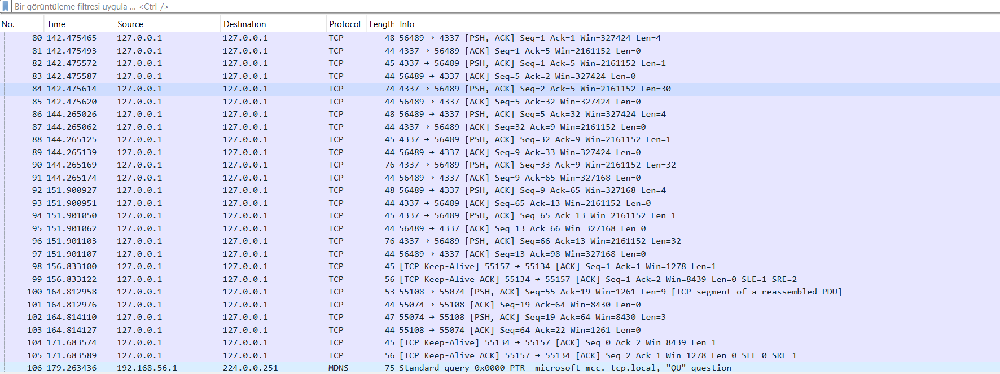 Bir görüntüleme filtresi uygula ... <Ctrl-/>
No. Time Source Destination Protocol Length Info
80 142.475465 127.0.0.1 127.0.0.1 TCP 48 56489 → 4337 [PSH, ACK] Seq=1 Ack=1 Win=327424 Len=4
81 142.475493 127.0.0.1 127.0.0.1 TCP 44 4337 → 56489 [ACK] Seq=1 Ack=5 Win=2161152 Len=0
82 142.475572 127.0.0.1 127.0.0.1 TCP 45 4337 → 56489 [PSH, ACK] Seq=1 Ack=5 Win=2161152 Len=1
83 142.475587 127.0.0.1 127.0.0.1 TCP 44 56489 → 4337 [ACK] Seq=5 Ack=2 Win=327424 Len=0
84 142.475614 127.0.0.1 127.0.0.1 TCP 74 4337 → 56489 [PSH, ACK] Seq=2 Ack=5 Win=2161152 Len=30
85 142.475620 127.0.0.1 127.0.0.1 TCP 44 56489 → 4337 [ACK] Seq=5 Ack=32 Win=327424 Len=0
86 144.265026 127.0.0.1 127.0.0.1 TCP 48 56489 → 4337 [PSH, ACK] Seq=5 Ack=32 Win=327424 Len=4
87 144.265062 127.0.0.1 127.0.0.1 TCP 44 4337 → 56489 [ACK] Seq=32 Ack=9 Win=2161152 Len=0
88 144.265125 127.0.0.1 127.0.0.1 TCP 45 4337 → 56489 [PSH, ACK] Seq=32 Ack=9 Win=2161152 Len=1
89 144.265139 127.0.0.1 127.0.0.1 TCP 44 56489 → 4337 [ACK] Seq=9 Ack=33 Win=327424 Len=0
90 144.265169 127.0.0.1 127.0.0.1 TCP 76 4337 → 56489 [PSH, ACK] Seq=33 Ack=9 Win=2161152 Len=32
91 144.265174 127.0.0.1 127.0.0.1 TCP 44 56489 → 4337 [ACK] Seq=9 Ack=65 Win=327168 Len=0
92 151.900927 127.0.0.1 127.0.0.1 TCP 48 56489 → 4337 [PSH, ACK] Seq=9 Ack=65 Win=327168 Len=4
93 151.900951 127.0.0.1 127.0.0.1 TCP 44 4337 → 56489 [ACK] Seq=65 Ack=13 Win=2161152 Len=0
94 151.901050 127.0.0.1 127.0.0.1 TCP 45 4337 → 56489 [PSH, ACK] Seq=65 Ack=13 Win=2161152 Len=1
95 151.901062 127.0.0.1 127.0.0.1 TCP 44 56489 → 4337 [ACK] Seq=13 Ack=66 Win=327168 Len=0
96 151.901103 127.0.0.1 127.0.0.1 TCP 76 4337 → 56489 [PSH, ACK] Seq=66 Ack=13 Win=2161152 Len=32
97 151.901107 127.0.0.1 127.0.0.1 TCP 44 56489 → 4337 [ACK] Seq=13 Ack=98 Win=327168 Len=0
98 156.833100 127.0.0.1 127.0.0.1 TCP 45 [TCP Keep-Alive] 55157 → 55134 [ACK] Seq=1 Ack=1 Win=1278 Len=1
99 156.833122 127.0.0.1 127.0.0.1 TCP 56 [TCP Keep-Alive ACK] 55134 → 55157 [ACK] Seq=1 Ack=2 Win=8439 Len=0 SLE=1 SRE=2
100 164.812958 127.0.0.1 127.0.0.1 TCP 53 55108 → 55074 [PSH, ACK] Seq=55 Ack=19 Win=1261 Len=9 [TCP segment of a reassembled PDU]
101 164.812976 127.0.0.1 127.0.0.1 TCP 44 55074 → 55108 [ACK] Seq=19 Ack=64 Win=8430 Len=0
102 164.814110 127.0.0.1 127.0.0.1 TCP 47 55074 → 55108 [PSH, ACK] Seq=19 Ack=64 Win=8430 Len=3
103 164.814127 127.0.0.1 127.0.0.1 TCP 44 55108 → 55074 [ACK] Seq=64 Ack=22 Win=1261 Len=0
104 171.683574 127.0.0.1 127.0.0.1 TCP 45 [TCP Keep-Alive] 55134 → 55157 [ACK] Seq=0 Ack=2 Win=8439 Len=1
105 171.683589 127.0.0.1 127.0.0.1 TCP 56 [TCP Keep-Alive ACK] 55157 → 55134 [ACK] Seq=2 Ack=1 Win=1278 Len=0 SLE=0 SRE=1
106 179.263436 192.168.56.1 224.0.0.251 MDNS 75 Standard query 0x0000 PTR _microsoft_mcc._tcp.local, "QU" question